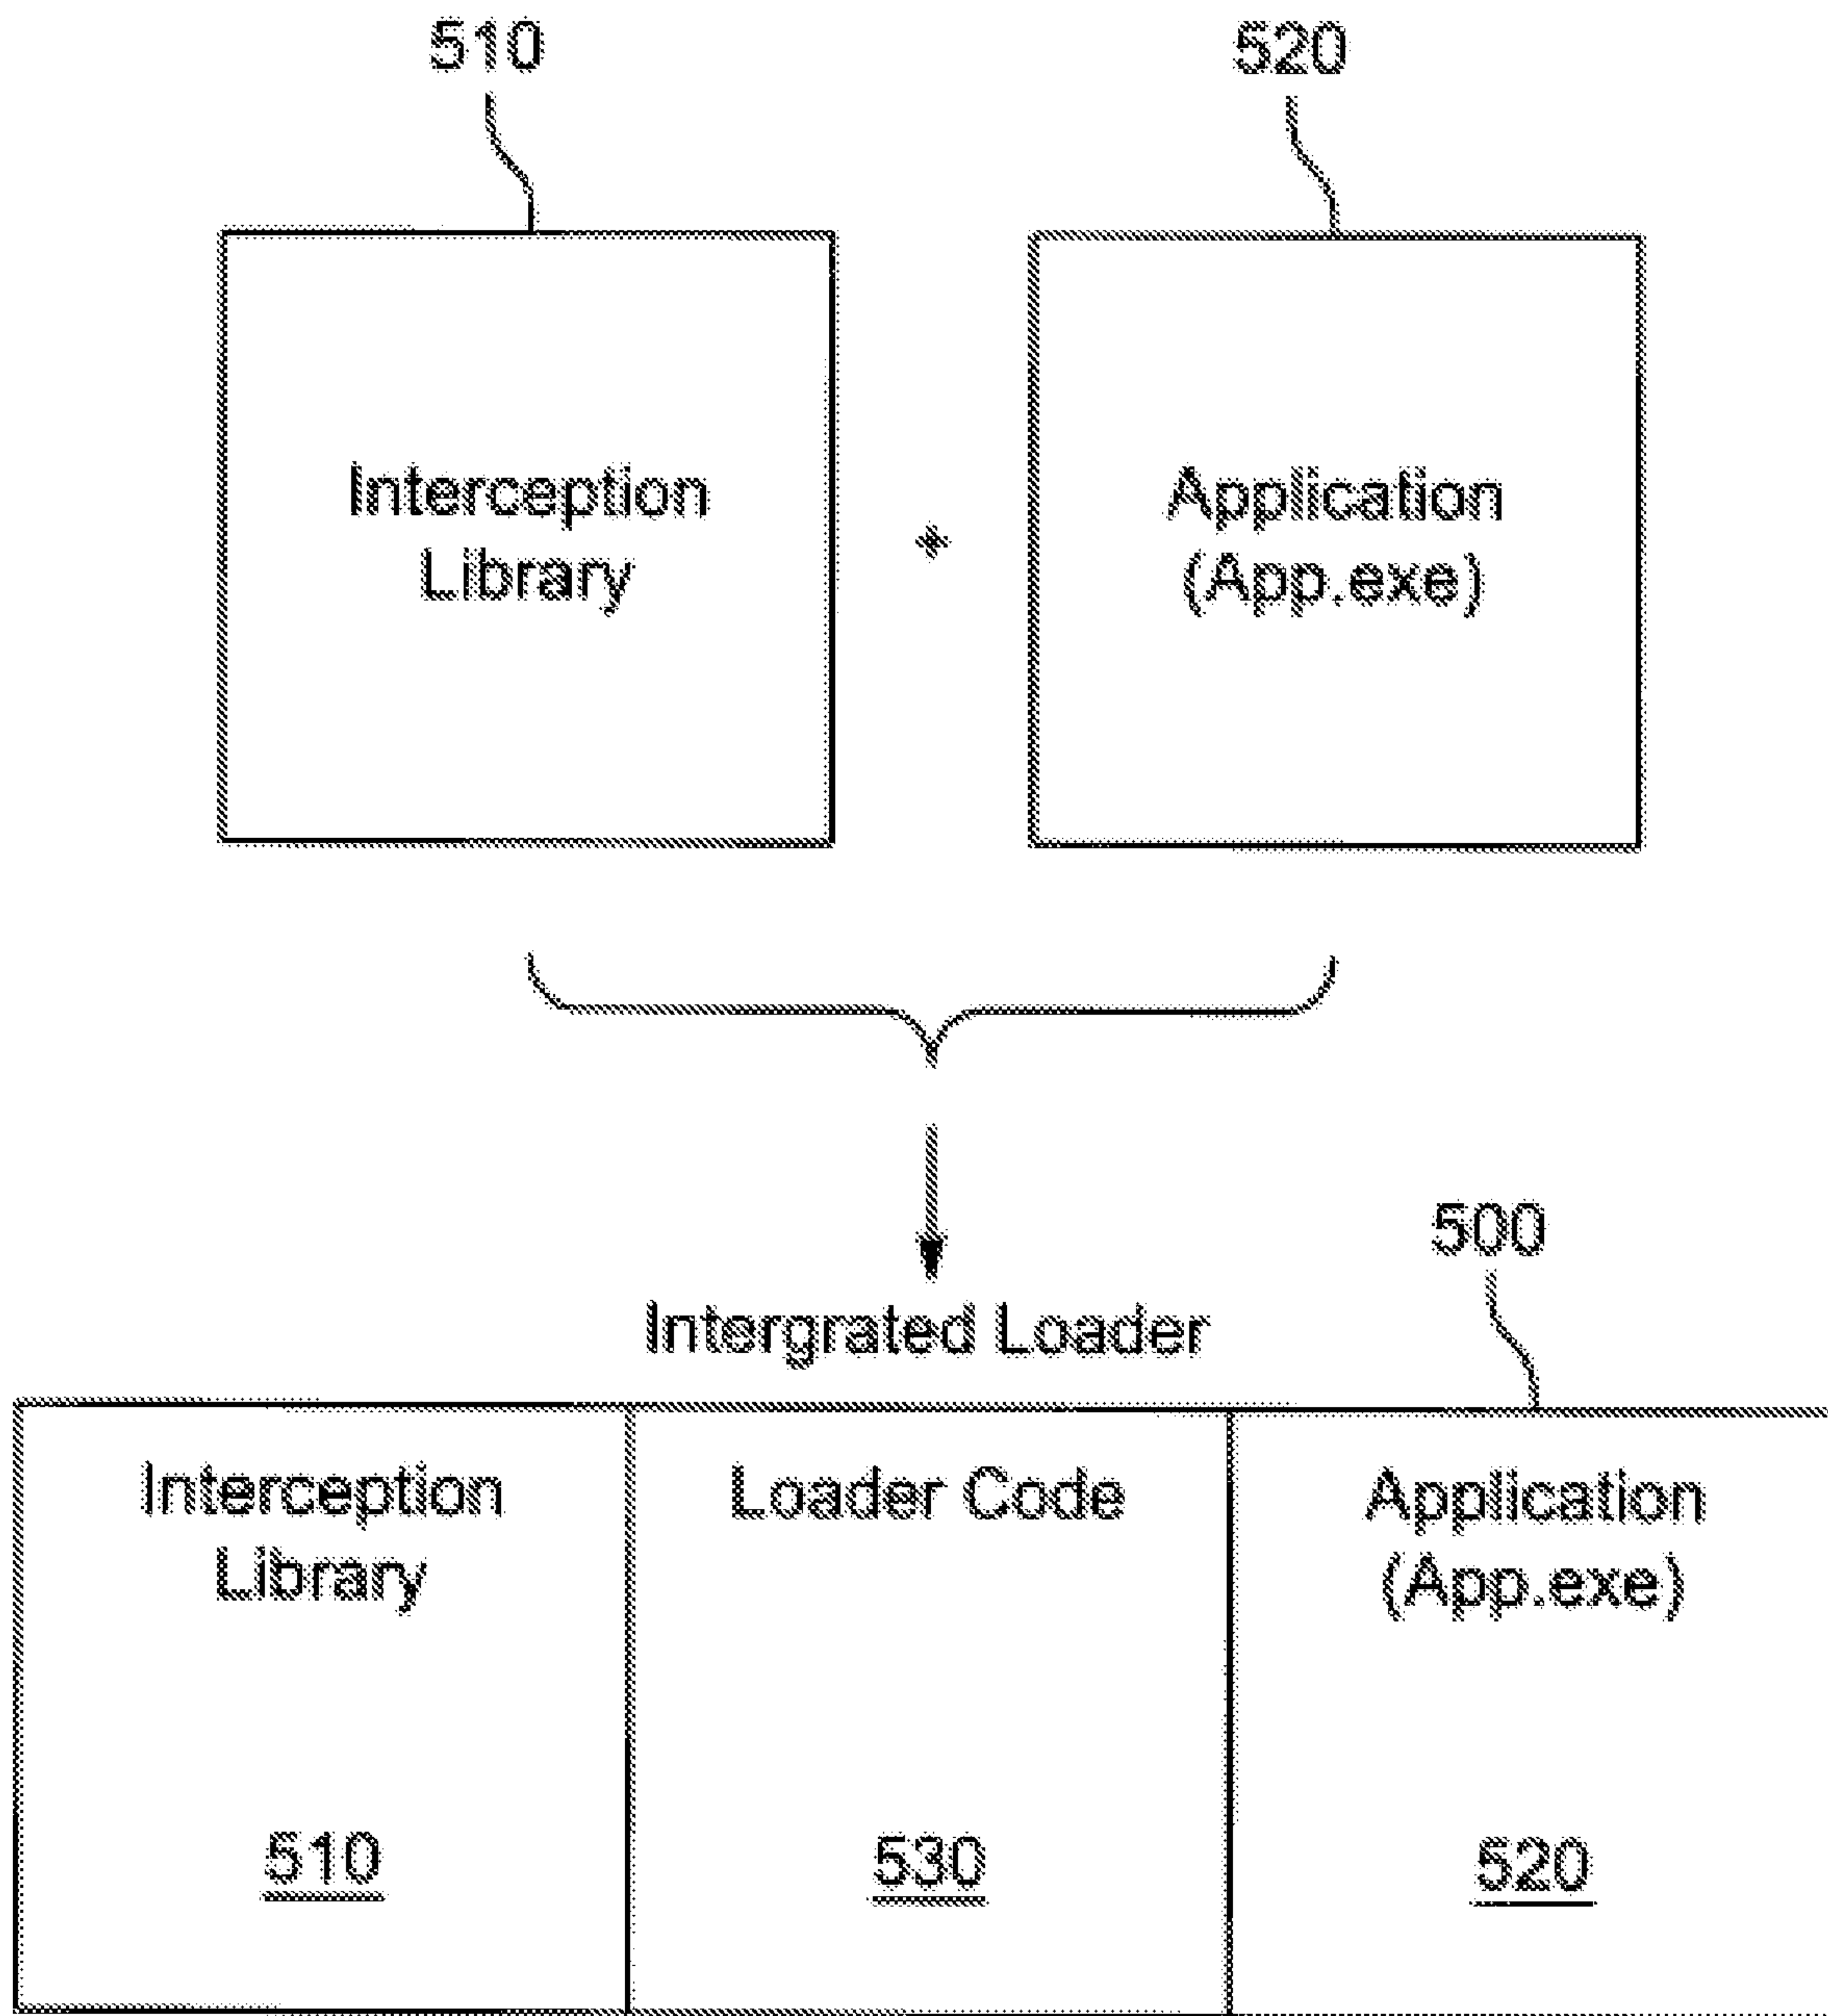 510
520
Interception
Library
+
Application
(App.exe)
500
Intergrated Loader
Interception
Library
Loader Code
Application
(App.exe)
510
530
520